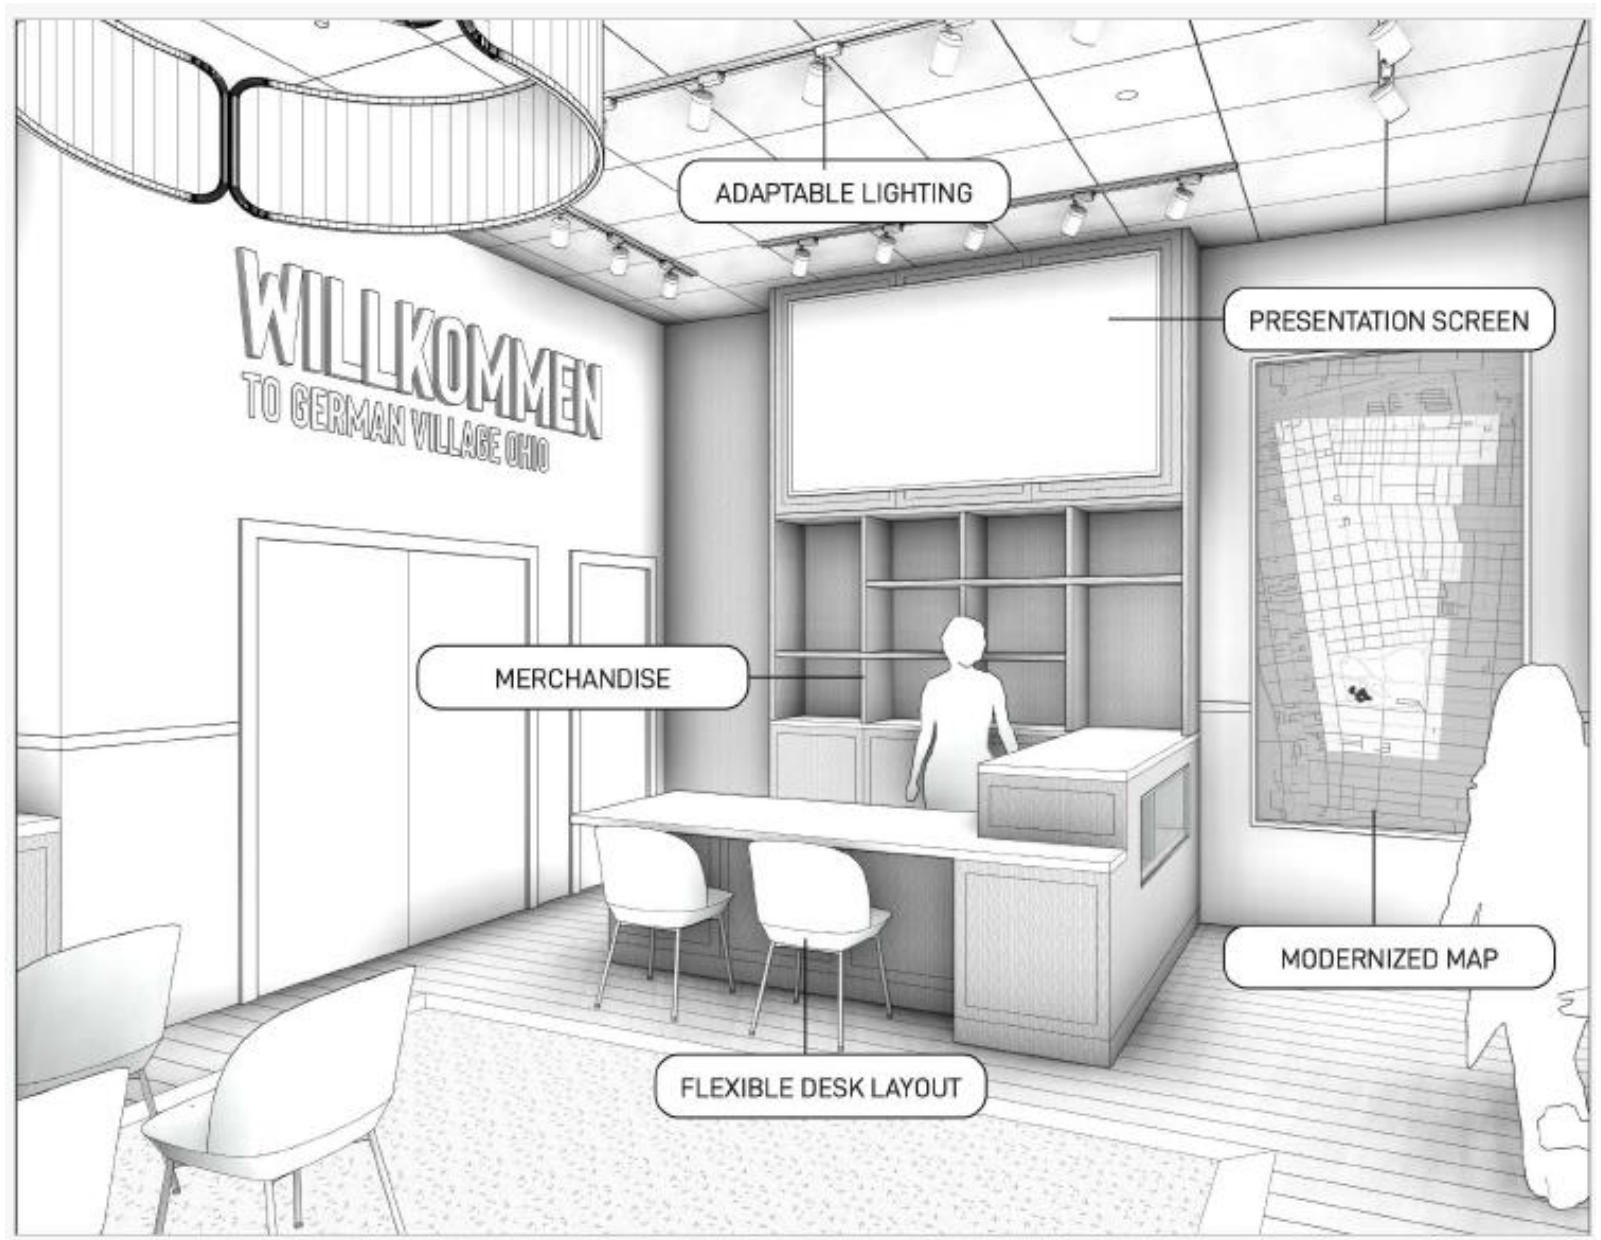 ADAPTABLE LIGHTING
WILLKOMMEN
TO GERMAN VILLAGE OHIO
PRESENTATION SCREEN
MERCHANDISE
MODERNIZED MAP
FLEXIBLE DESK LAYOUT